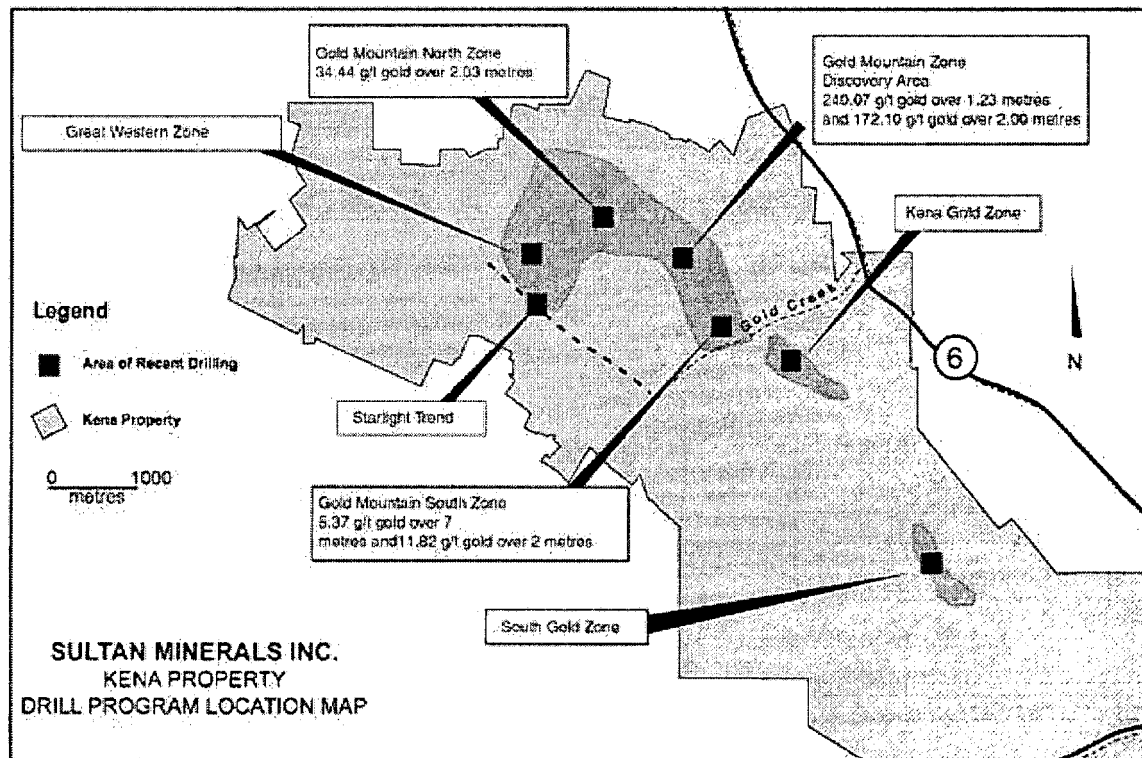 Gold Mountain North Zone
34.44 g/t gold over 2.03 metres
Gold Mountain Zone
Discovery Area
240.07 g/t gold over 1.23 metres
and 172.10 g/t gold over 2.00 metres
Great Western Zone
Kena Gold Zone
Gold Creek
Legend
Area of Recent Drilling
Kena Property
0 1000
metres
6
N
Starlight Trend
Gold Mountain South Zone
5.37 g/t gold over 7
metres and11.82 g/t gold over 2 metres
South Gold Zone
SULTAN MINERALS INC.
KENA PROPERTY
DRILL PROGRAM LOCATION MAP